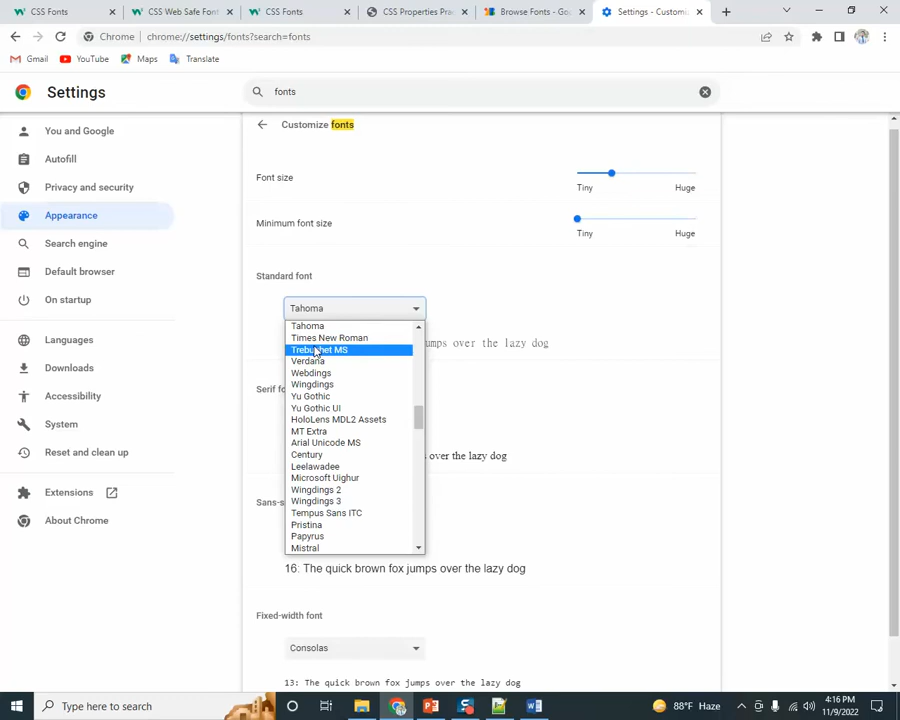 CSS Fonts
CSS Web Safe Font
CSS Fonts
CSS Properties Prac
Browse Fonts - Goo
Settings - Customiz
Chrome chrome://settings/fonts?search=fonts
Gmail YouTube Maps Translate
Settings
fonts
You and Google
Autofill
Privacy and security
Appearance
Search engine
Default browser
On startup
Languages
Downloads
Accessibility
System
Reset and clean up
Extensions
About Chrome
Customize fonts
Font size
Tiny Huge
Minimum font size
Tiny Huge
Standard font
Tahoma
Tahoma
Times New Roman
Trebuchet MS
Verdana
Webdings
Wingdings
Yu Gothic
Yu Gothic UI
HoloLens MDL2 Assets
MT Extra
Arial Unicode MS
Century
Leelawadee
Microsoft Uighur
Wingdings 2
Wingdings 3
Tempus Sans ITC
Pristina
Papyrus
Mistral
jumps over the lazy dog
Serif fo
over the lazy dog
Sans-s
16: The quick brown fox jumps over the lazy dog
Fixed-width font
Consolas
13: The quick brown fox jumps over the lazy dog
Type here to search
88°F Haze
4:16 PM
11/9/2022